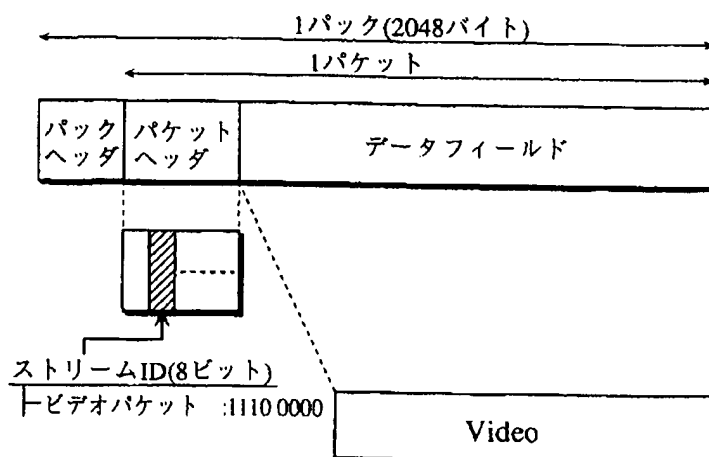 1パック(2048バイト)
1パケット
パック
ヘッダ
パケット
ヘッダ
データフィールド
ストリームID(8ビット)
ビデオパケット :1110 0000
Video